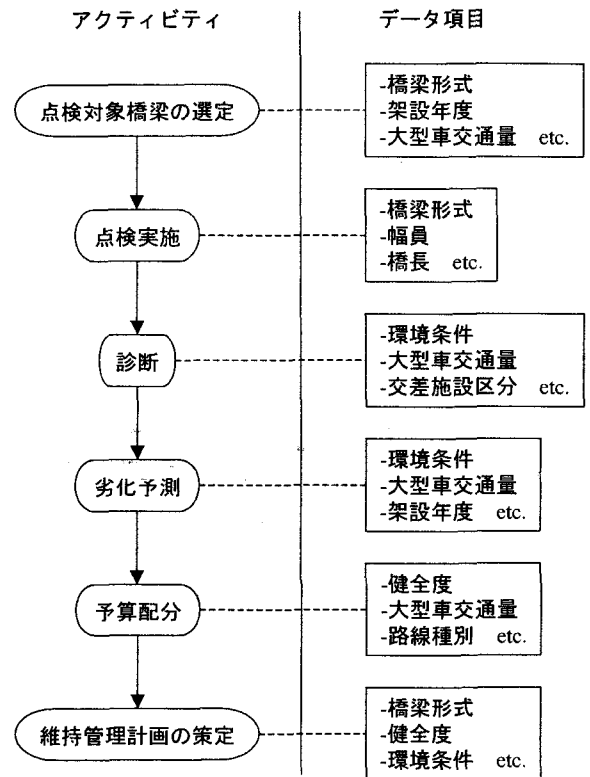 アクティビティ
データ項目
点検対象橋梁の選定
-橋梁形式
-架設年度
-大型車交通量 etc.
点検実施
-橋梁形式
-幅員
-橋長 etc.
診断
-環境条件
-大型車交通量
-交差施設区分 etc.
劣化予測
-環境条件
-大型車交通量
-架設年度 etc.
予算配分
-健全度
-大型車交通量
-路線種別 etc.
維持管理計画の策定
-橋梁形式
-健全度
-環境条件 etc.